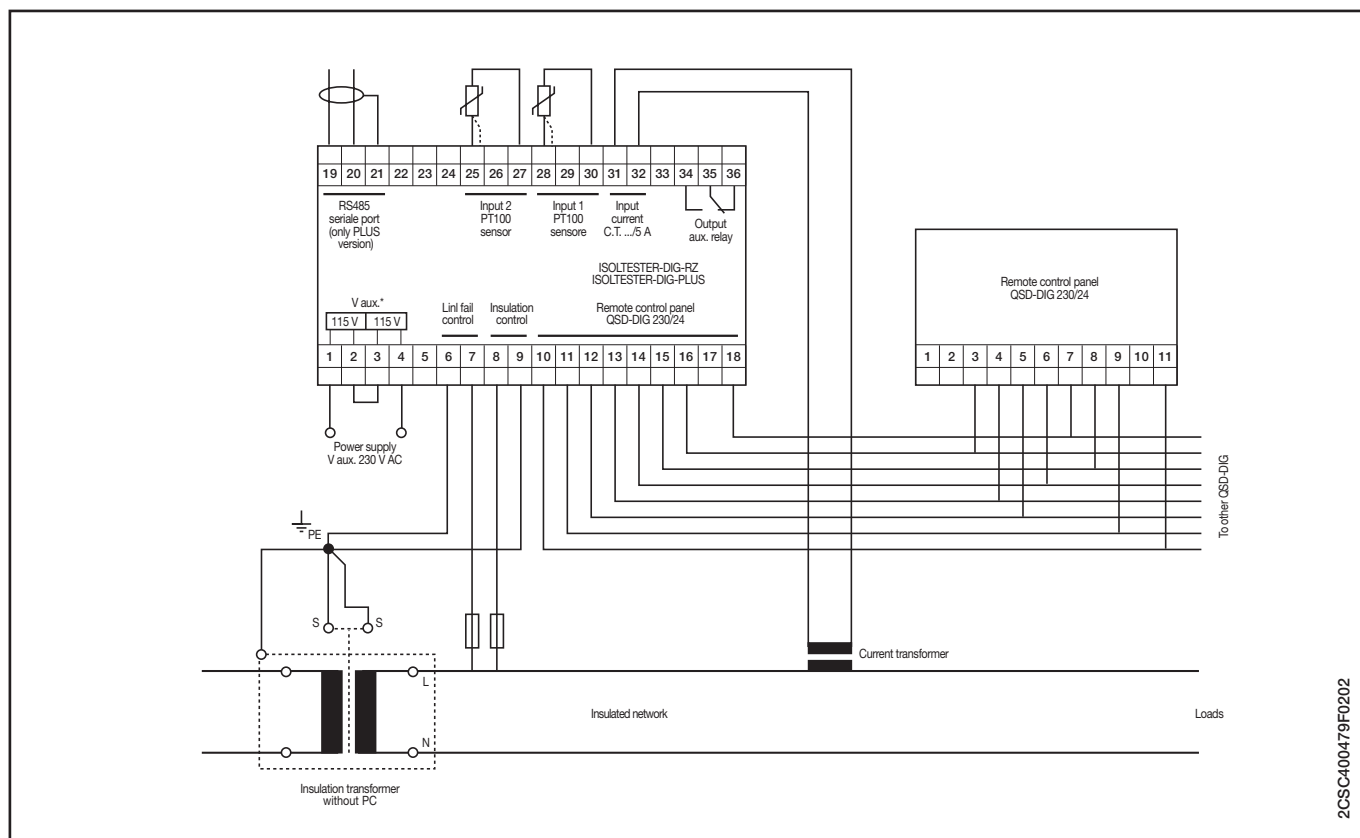 19 20 21 22 23 24 25 26 27 28 29 30 31 32 33 34 35 36
RS485
seriale port
(only PLUS
version)
Input 2
PT100
sensor
Input 1
PT100
sensore
Input
current
C.T. .../5 A
Output
aux. relay
ISOLTESTER-DIG-RZ
ISOLTESTER-DIG-PLUS
V aux.*
115 V 115 V
Linl fail
control
Insulation
control
Remote control panel
QSD-DIG 230/24
1 2 3 4 5 6 7 8 9 10 11 12 13 14 15 16 17 18
Remote control panel
QSD-DIG 230/24
1 2 3 4 5 6 7 8 9 10 11
Power supply
V aux. 230 V AC
To other QSD-DIG
PE
S S
Current transformer
L
Insulated network
Loads
N
Insulation transformer
without PC
2CSC400479F0202